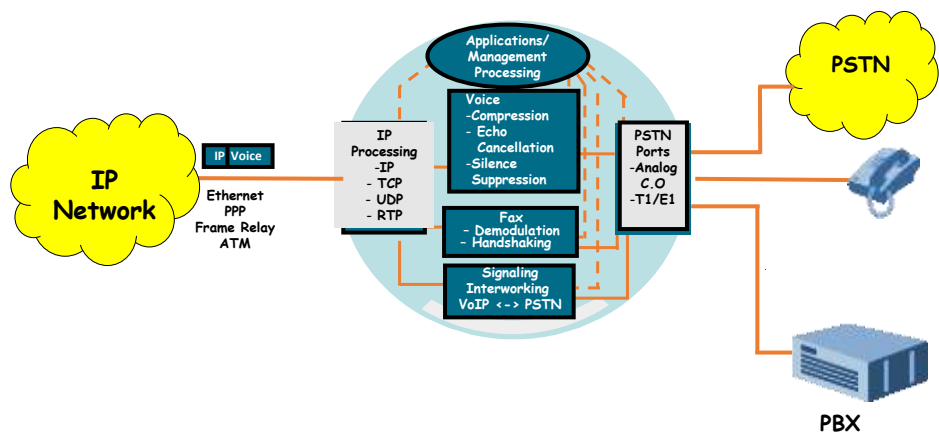 Applications/
Management
Processing
PSTN
Voice
-Compression
- Echo
Cancellation
-Silence
Suppression
IP
Processing
-IP
- TCP
- UDP
- RTP
PSTN
Ports
-Analog
C.O
-T1/E1
IP Voice
IP
Network
Ethernet
PPP
Frame Relay
ATM
Fax
- Demodulation
- Handshaking
Signaling
Interworking
VoIP <-> PSTN
PBX